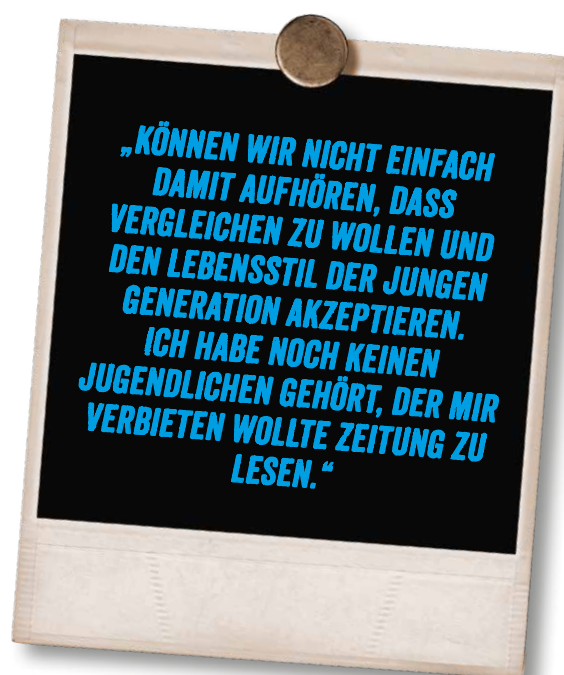 „KÖNNEN WIR NICHT EINFACH
DAMIT AUFHÖREN, DASS
VERGLEICHEN ZU WOLLEN UND
DEN LEBENSSTIL DER JUNGEN
GENERATION AKZEPTIEREN.
ICH HABE NOCH KEINEN
JUGENDLICHEN GEHÖRT, DER MIR
VERBIETEN WOLLTE ZEITUNG ZU
LESEN.“